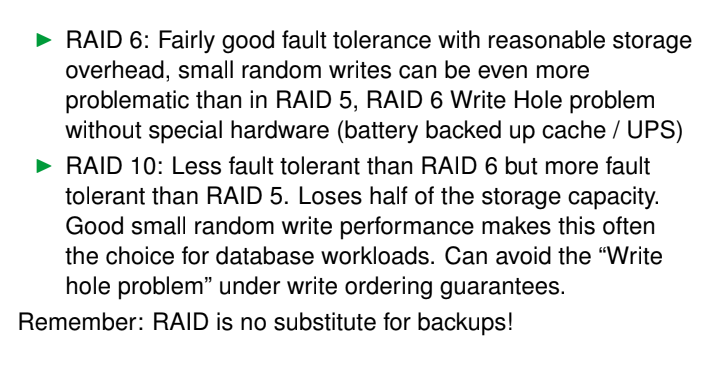 ► RAID 6: Fairly good fault tolerance with reasonable storage
overhead, small random writes can be even more
problematic than in RAID 5, RAID 6 Write Hole problem
without special hardware (battery backed up cache / UPS)
► RAID 10: Less fault tolerant than RAID 6 but more fault
tolerant than RAID 5. Loses half of the storage capacity.
Good small random write performance makes this often
the choice for database workloads. Can avoid the “Write
hole problem” under write ordering guarantees.
Remember: RAID is no substitute for backups!